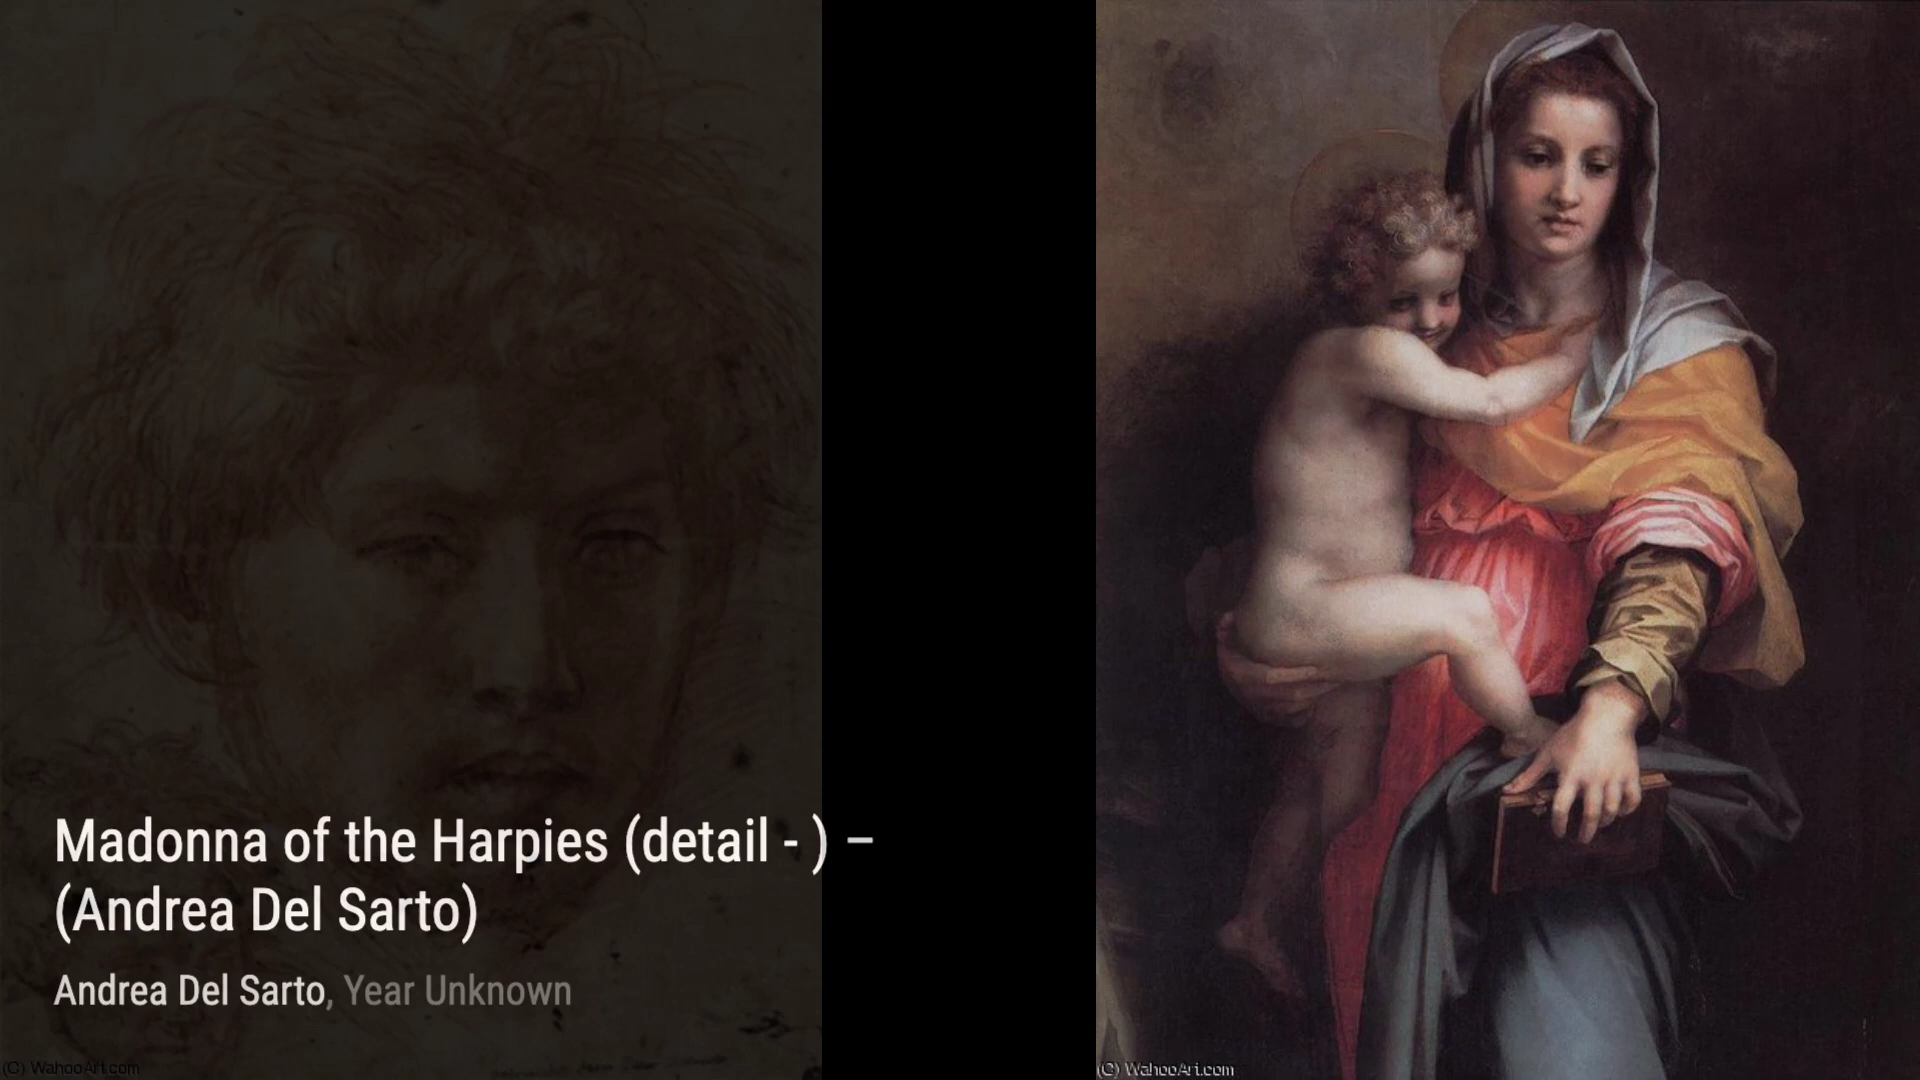 Madonna of the Harpies (detail - ) –
(Andrea Del Sarto)
Andrea Del Sarto, Year Unknown
(C) WahooArt.com
(C) WahooArt.com